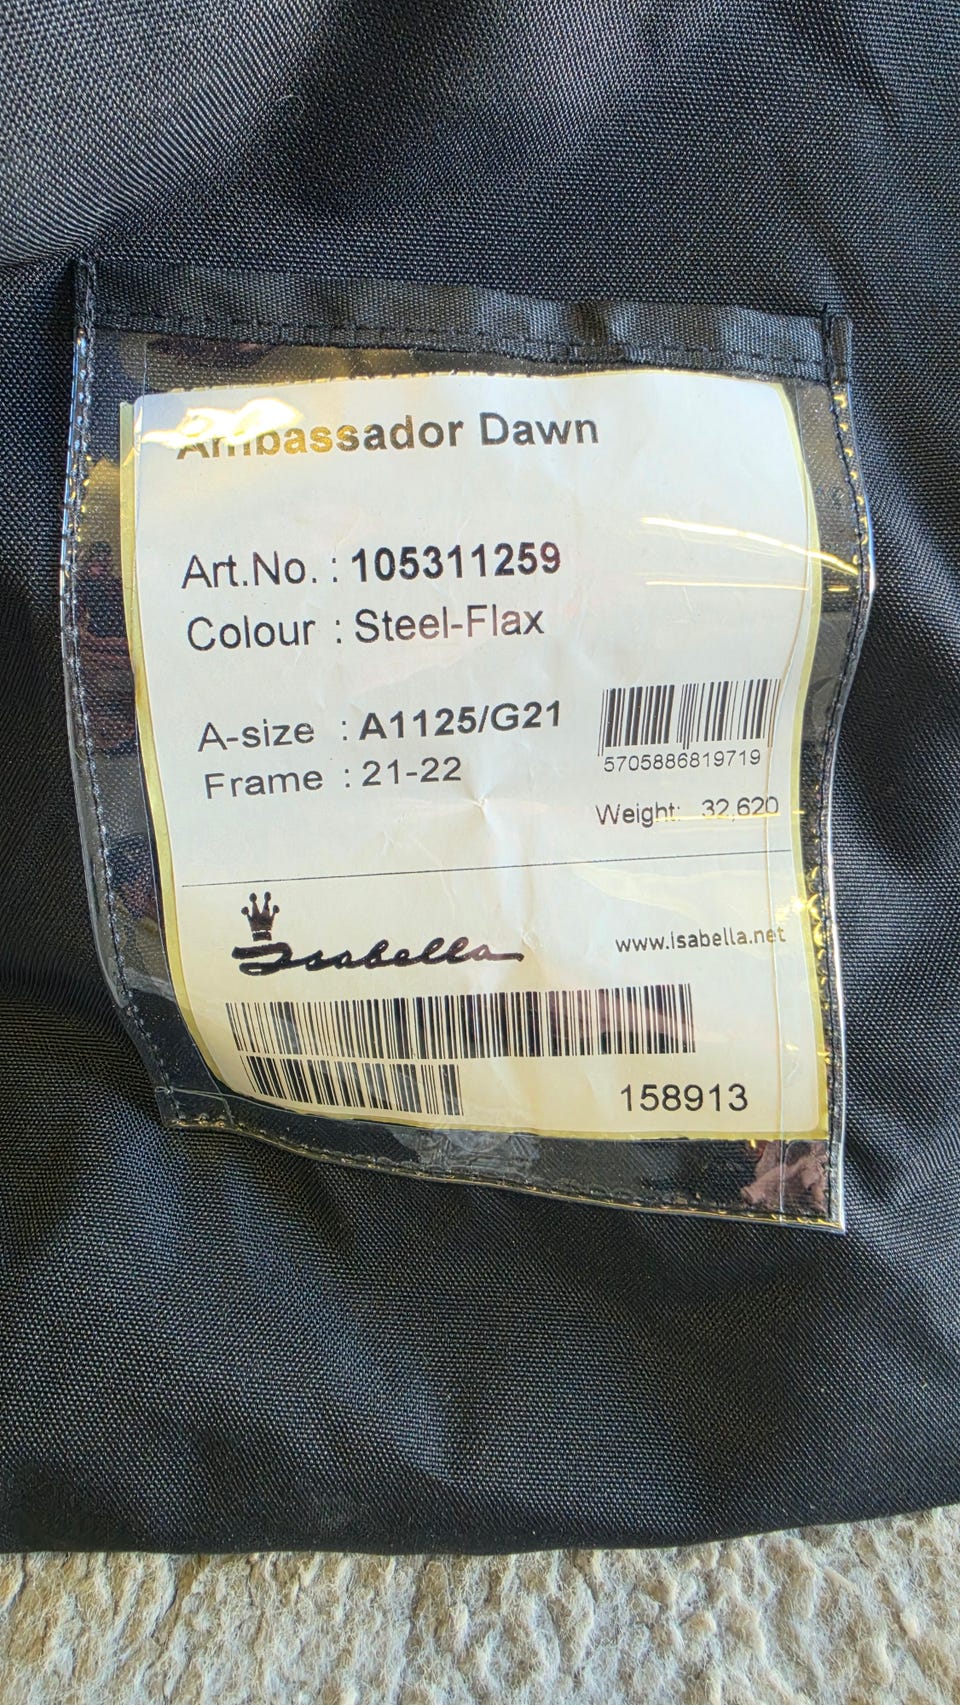 Ambassador Dawn
Art.No. : 105311259
Colour : Steel-Flax
A-size : A1125/G21
Frame : 21-22
5705886819719
Weight: 32,620
Isabella
www.isabella.net
158913